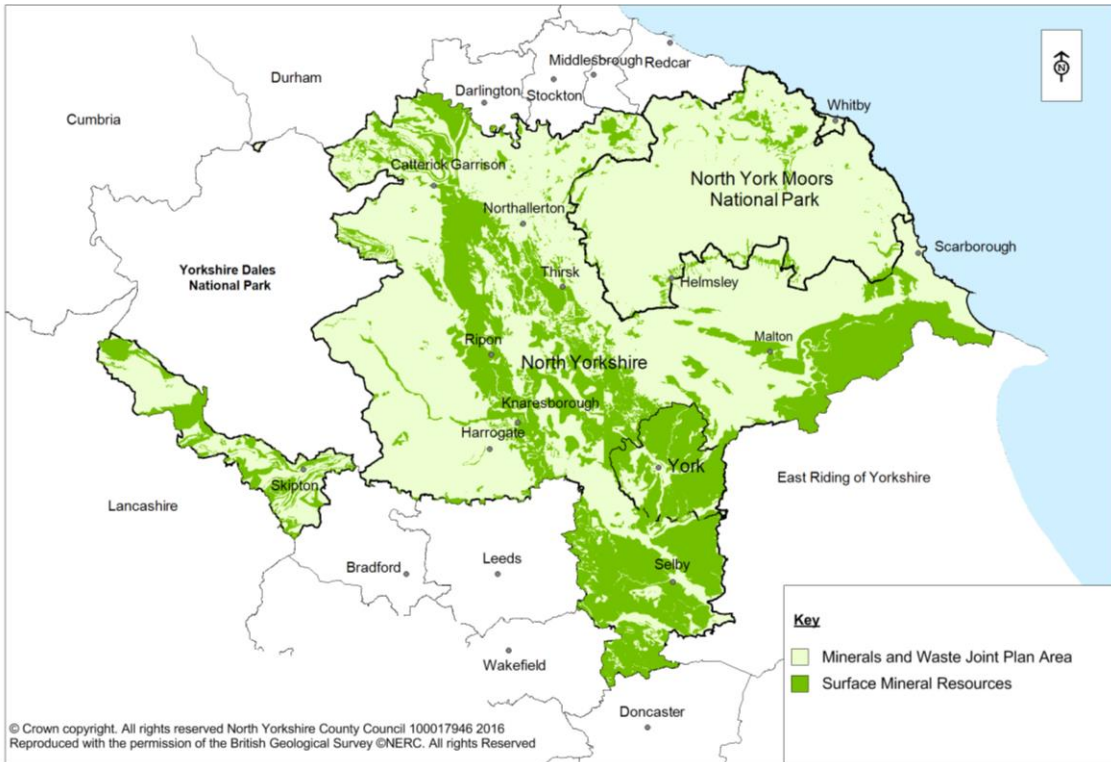 Middlesbrough
Redcar
Durham
Darlington
Stockton
N
Cumbria
Whitby
Catterick Garrison
North York Moors
National Park
Northallerton
Scarborough
Yorkshire Dales
National Park
Thirsk
Helmsley
Malton
Ripon
North Yorkshire
Knaresborough
Harrogate
York
East Riding of Yorkshire
Skipton
Lancashire
Leeds
Bradford
Selby
Key
Wakefield
Minerals and Waste Joint Plan Area
Surface Mineral Resources
Doncaster
© Crown copyright. All rights reserved North Yorkshire County Council 100017946 2016
Reproduced with the permission of the British Geological Survey ©NERC. All rights Reserved